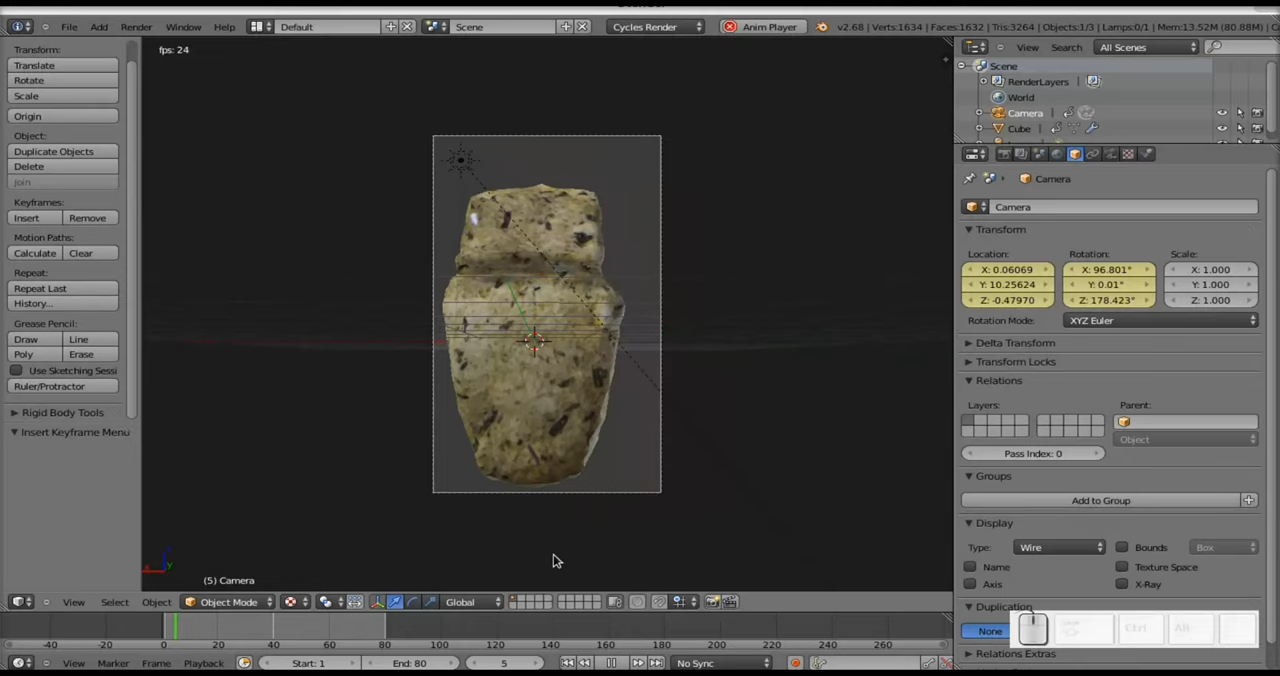 File Add Render Window Help Default Scene Cycles Render Anim Player v2.68 | Verts:1634 | Faces:1632 | Tris:3264 | Objects:1/3 | Lamps:0/1 | Mem:13.52M (80.88M)
fps: 24
Transform:
Translate
Rotate
Scale
Origin
Object:
Duplicate Objects
Delete
Join
Keyframes:
Insert Remove
Motion Paths:
Calculate Clear
Repeat:
Repeat Last
History...
Grease Pencil:
Draw Line
Poly Erase
Use Sketching Sessi
Ruler/Protractor
Rigid Body Tools
Insert Keyframe Menu
x y
(5) Camera
View Search All Scenes
Scene
RenderLayers
World
Camera
Cube
Camera
Camera
Transform
Location: Rotation: Scale:
X: 0.06069 X: 96.801° X: 1.000
Y: 10.25624 Y: 0.01° Y: 1.000
Z: -0.47970 Z: 178.423° Z: 1.000
Rotation Mode: XYZ Euler
Delta Transform
Transform Locks
Relations
Layers: Parent:
Object
Pass Index: 0
Groups
Add to Group
Display
Type: Wire Bounds Box
Name Texture Space
Axis X-Ray
Duplication
None Ctrl Alt
Relations Extras
View Select Object Object Mode Global
-40 -20 0 20 40 60 80 100 120 140 160 180 200 220 240 260
View Marker Frame Playback Start: 1 End: 80 5 No Sync